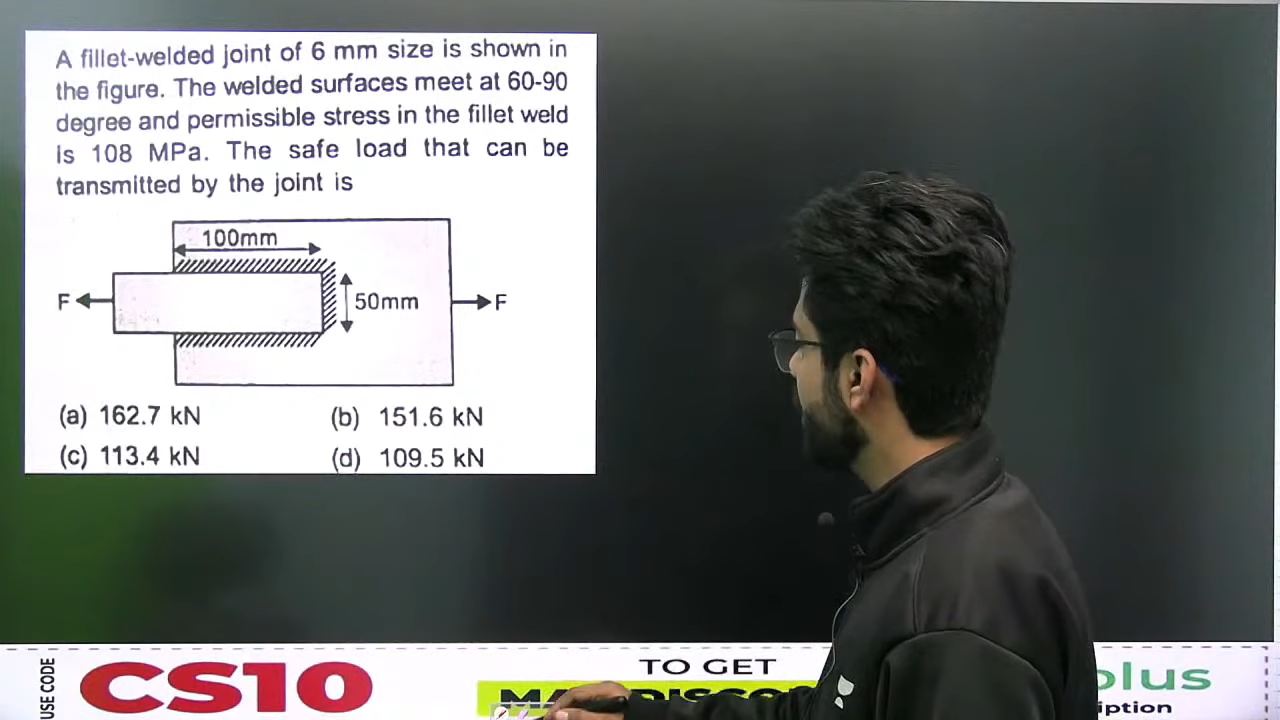 A fillet-welded joint of 6 mm size is shown in
the figure. The welded surfaces meet at 60-90
degree and permissible stress in the fillet weld
is 108 MPa. The safe load that can be
transmitted by the joint is
100mm
F
50mm
F
(a) 162.7 kN
(b) 151.6 kN
(c) 113.4 kN
(d) 109.5 kN
USE CODE
CS10
TO GET